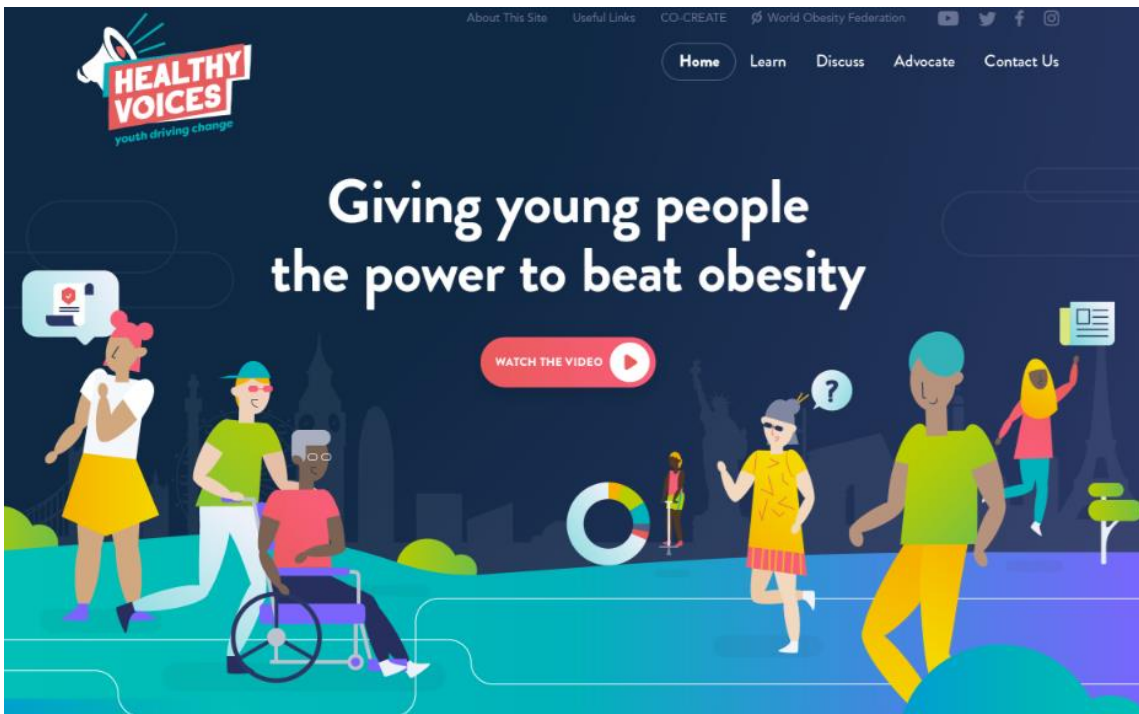 About This Site Useful Links CO-CREATE World Obesity Federation
HEALTHY
VOICES
youth driving change
Home Learn Discuss Advocate Contact Us
Giving young people
the power to beat obesity
WATCH THE VIDEO
?